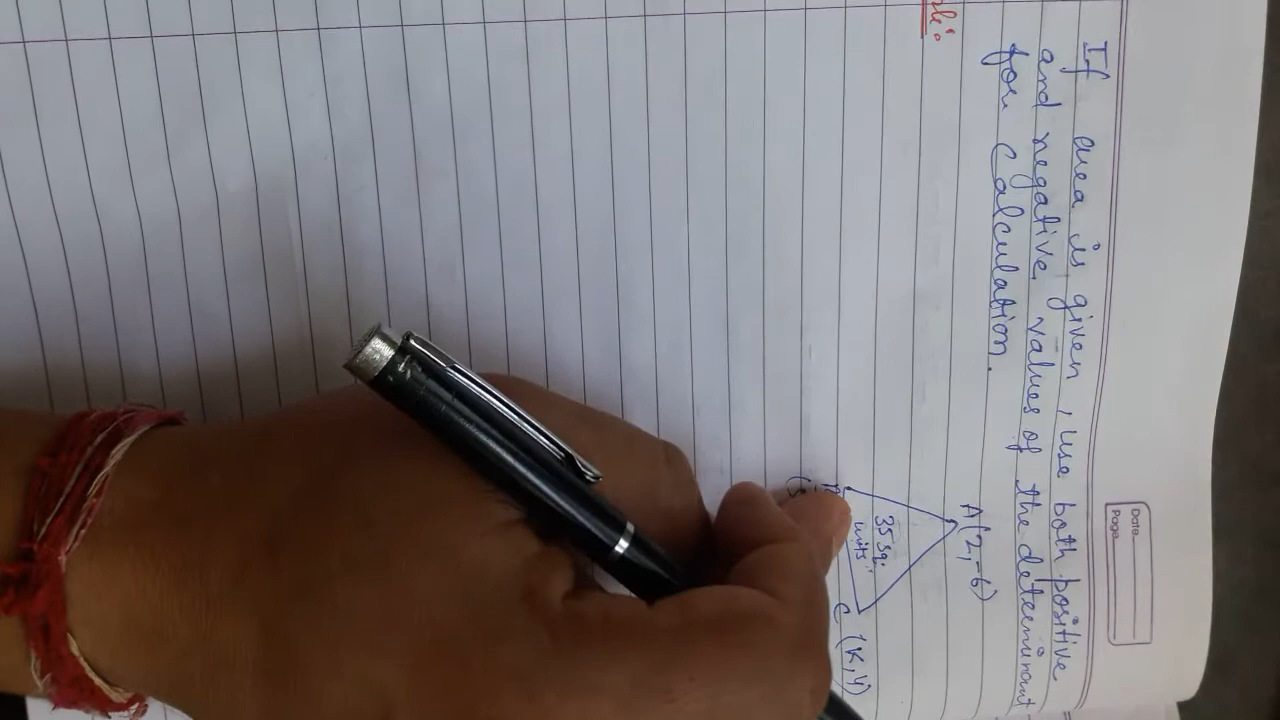 Date
Page
If area is given, use both positive
and negative values of the determinant
for calculation.
A(2,-6)
35 sq.
units
C (K,4)